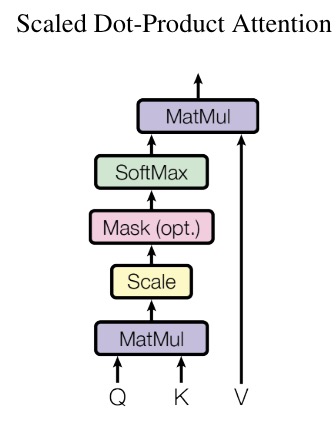 Scaled Dot-Product Attention
MatMul
SoftMax
Mask (opt.)
Scale
MatMul
Q K V